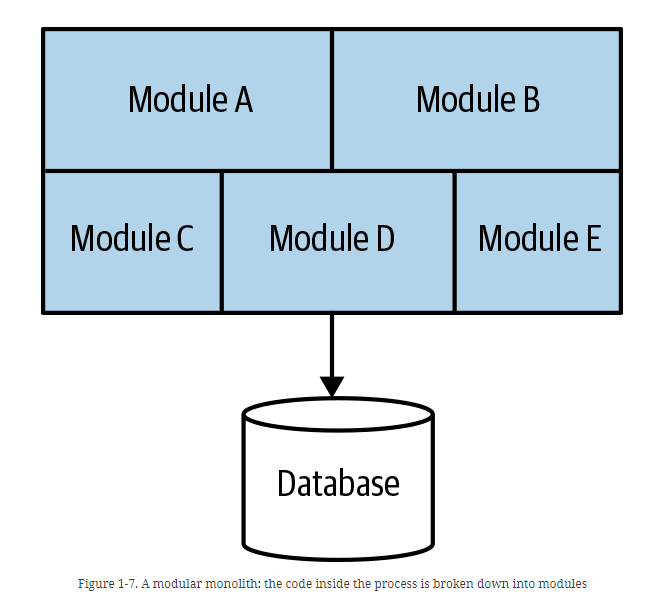 Module A
Module B
Module C
Module D
Module E
Database
Figure 1-7. A modular monolith: the code inside the process is broken down into modules